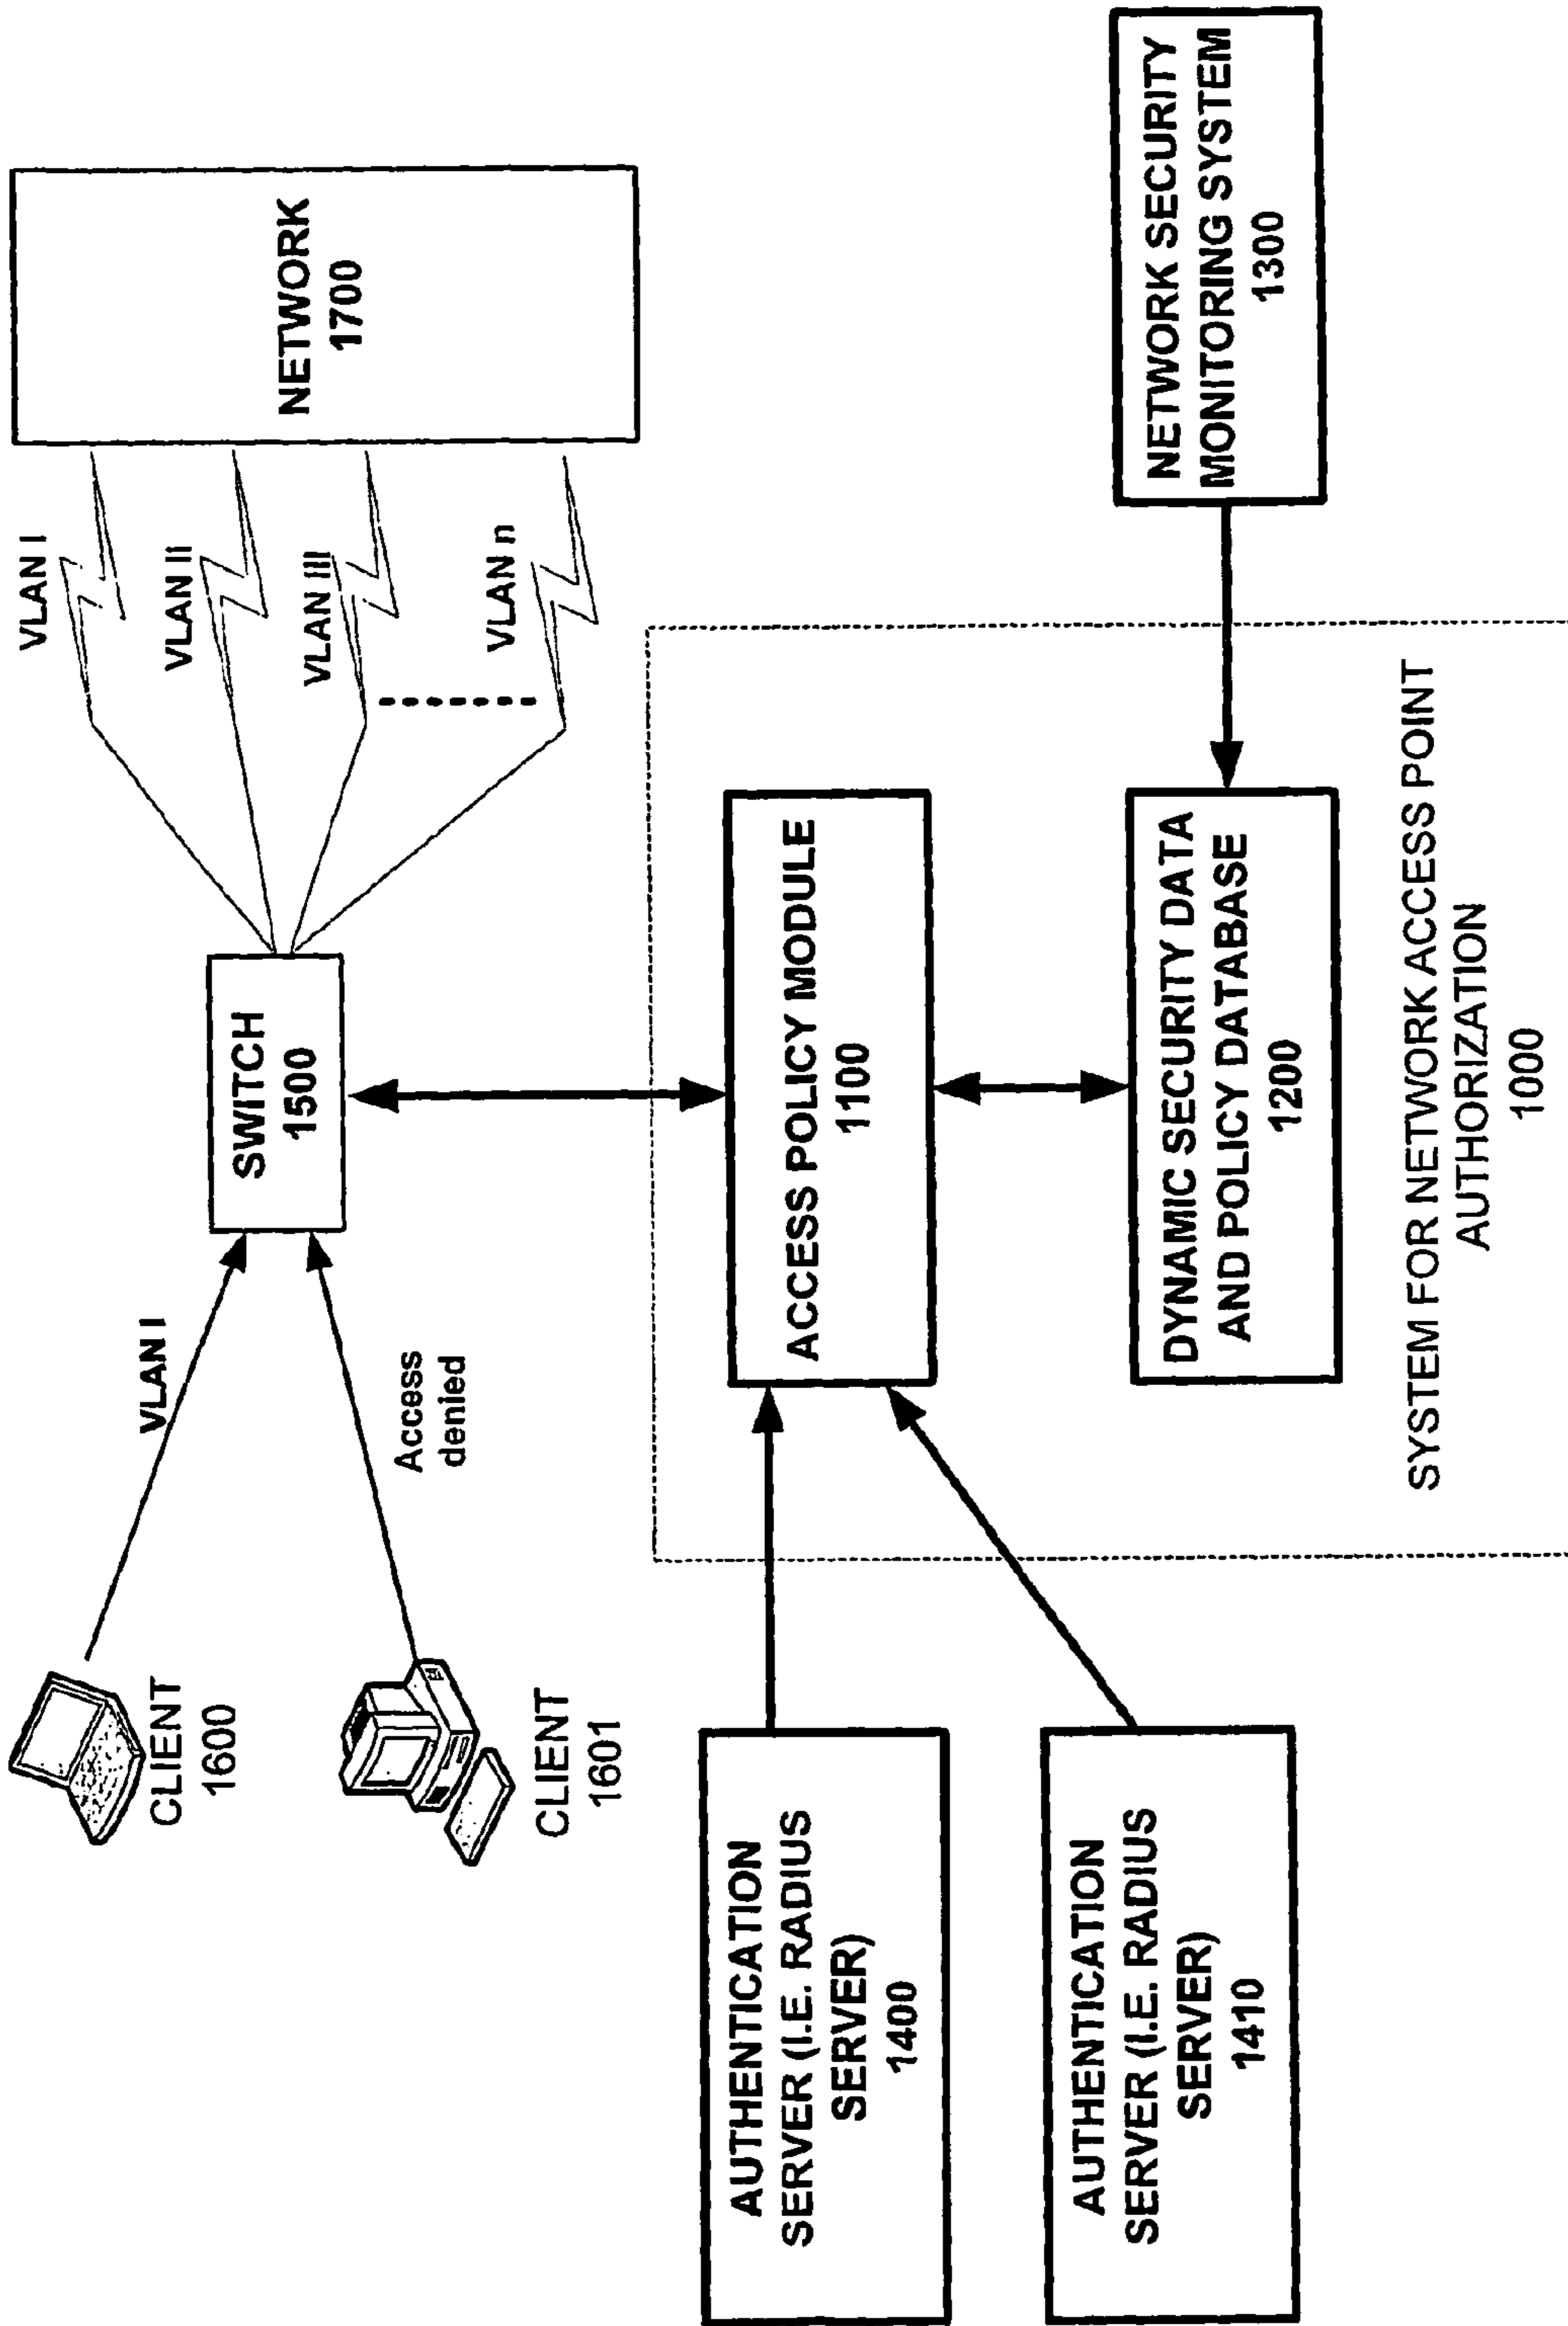 CLIENT
1600
CLIENT
1601
VLAN I
Access
denied
SWITCH
1500
VLAN I
VLAN II
VLAN III
VLAN n
NETWORK
1700
AUTHENTICATION
SERVER (I.E. RADIUS
SERVER)
1400
AUTHENTICATION
SERVER (I.E. RADIUS
SERVER)
1410
ACCESS POLICY MODULE
1100
DYNAMIC SECURITY DATA
AND POLICY DATABASE
1200
NETWORK SECURITY
MONITORING SYSTEM
1300
SYSTEM FOR NETWORK ACCESS POINT
AUTHORIZATION
1000